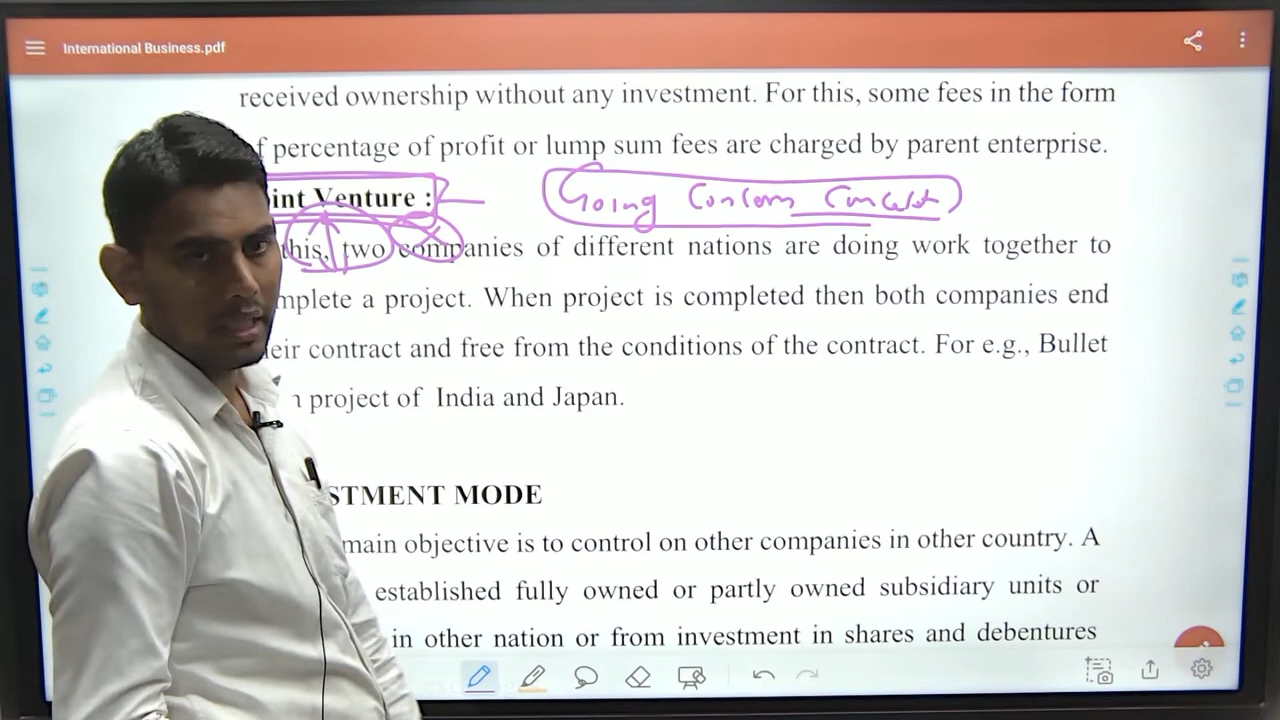 International Business.pdf
received ownership without any investment. For this, some fees in the form
f percentage of profit or lump sum fees are charged by parent enterprise.
int Venture :
Going Concern
this, two companies of different nations are doing work together to
mplete a project. When project is completed then both companies end
eir contract and free from the conditions of the contract. For e.g., Bullet
n project of India and Japan.
STMENT MODE
main objective is to control on other companies in other country. A
established fully owned or partly owned subsidiary units or
in other nation or from investment in shares and debentures